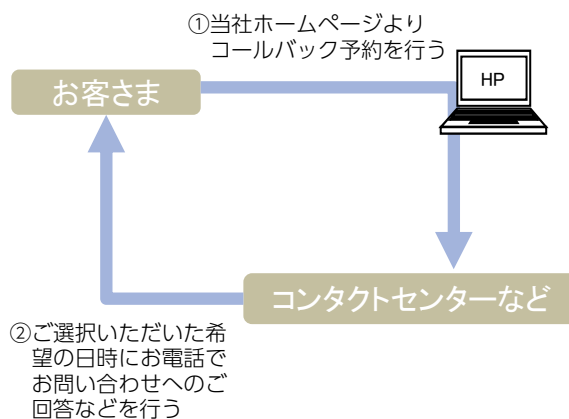 ①当社ホームページより
コールバック予約を行う
HP
お客さま
コンタクトセンターなど
②ご選択いただいた希
望の日時にお電話で
お問い合わせへのご
回答などを行う